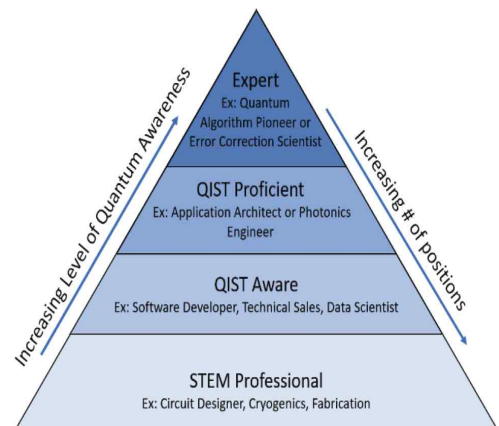 Expert
Ex: Quantum
Algorithm Pioneer or
Error Correction Scientist
QIST Proficient
Ex: Application Architect or Photonics
Engineer
QIST Aware
Ex: Software Developer, Technical Sales, Data Scientist
STEM Professional
Ex: Circuit Designer, Cryogenics, Fabrication
Increasing Level of Quantum Awareness
Increasing # of positions